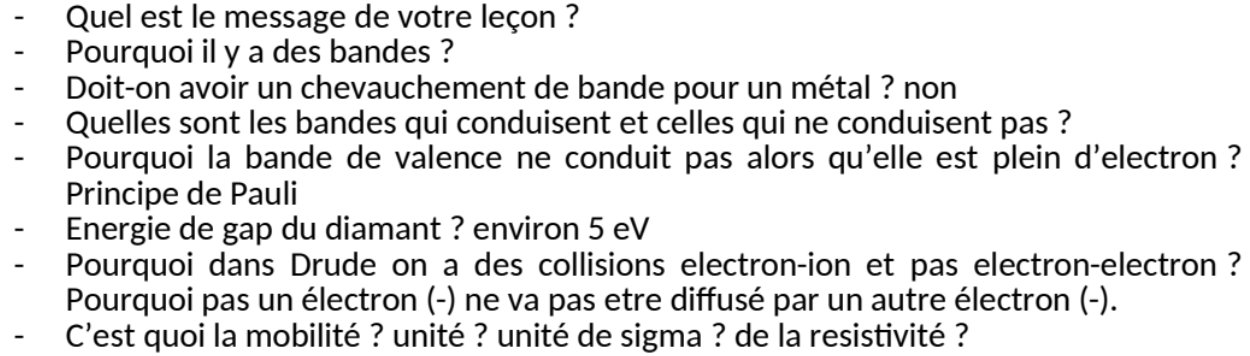 - Quel est le message de votre leçon ?
- Pourquoi il y a des bandes ?
- Doit-on avoir un chevauchement de bande pour un métal ? non
- Quelles sont les bandes qui conduisent et celles qui ne conduisent pas ?
- Pourquoi la bande de valence ne conduit pas alors qu’elle est plein d’electron ?
Principe de Pauli
- Energie de gap du diamant ? environ 5 eV
- Pourquoi dans Drude on a des collisions electron-ion et pas electron-electron ?
Pourquoi pas un électron (-) ne va pas etre diffusé par un autre électron (-).
- C’est quoi la mobilité ? unité ? unité de sigma ? de la resistivité ?